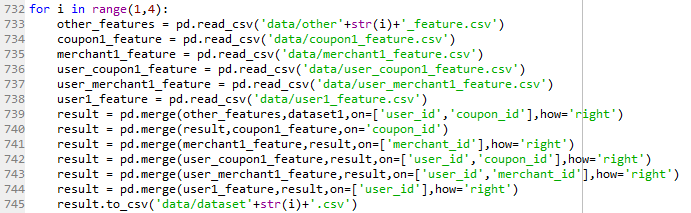 732 for i in range(1,4):
733     other_features = pd.read_csv('data/other'+str(i)+'_feature.csv')
734     coupon1_feature = pd.read_csv('data/coupon1_feature.csv')
735     merchant1_feature = pd.read_csv('data/merchant1_feature.csv')
736     user_coupon1_feature = pd.read_csv('data/user_coupon1_feature.csv')
737     user_merchant1_feature = pd.read_csv('data/user_merchant1_feature.csv')
738     user1_feature = pd.read_csv('data/user1_feature.csv')
739     result = pd.merge(other_features,dataset1,on=['user_id','coupon_id'],how='right')
740     result = pd.merge(result,coupon1_feature,on='coupon_id')
741     result = pd.merge(merchant1_feature,result,on=['merchant_id'],how='right')
742     result = pd.merge(user_coupon1_feature,result,on=['user_id','coupon_id'],how='right')
743     result = pd.merge(user_merchant1_feature,result,on=['user_id','merchant_id'],how='right')
744     result = pd.merge(user1_feature,result,on=['user_id'],how='right')
745     result.to_csv('data/dataset'+str(i)+'.csv')